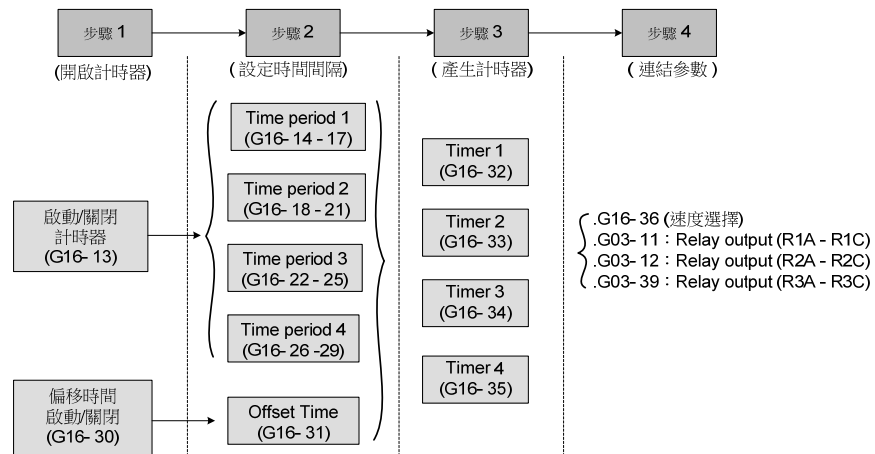 步驟 1
步驟 2
步驟 3
步驟 4
(開啟計時器)
(設定時間間隔)
(產生計時器)
(連結參數)
啟動/關閉
計時器
(G16-13)
偏移時間
啟動/關閉
(G16-30)
Time period 1
(G16-14 - 17)
Time period 2
(G16-18 - 21)
Time period 3
(G16-22 - 25)
Time period 4
(G16-26 -29)
Offset Time
(G16-31)
Timer 1
(G16-32)
Timer 2
(G16-33)
Timer 3
(G16-34)
Timer 4
(G16-35)
.G16-36 (速度選擇)
.G03-11：Relay output (R1A - R1C)
.G03-12：Relay output (R2A - R2C)
.G03-39：Relay output (R3A - R3C)